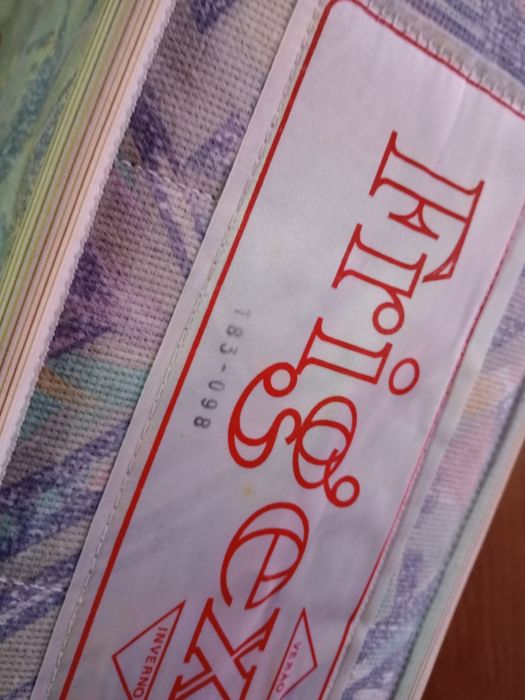 Frigex
183-098
VERÃO
INVERNO